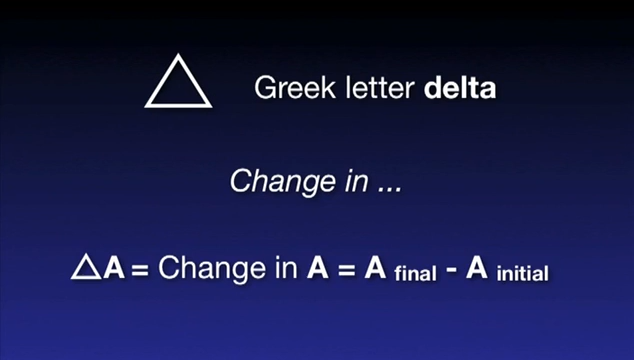 △ Greek letter delta
Change in ...
△A = Change in A = A final - A initial